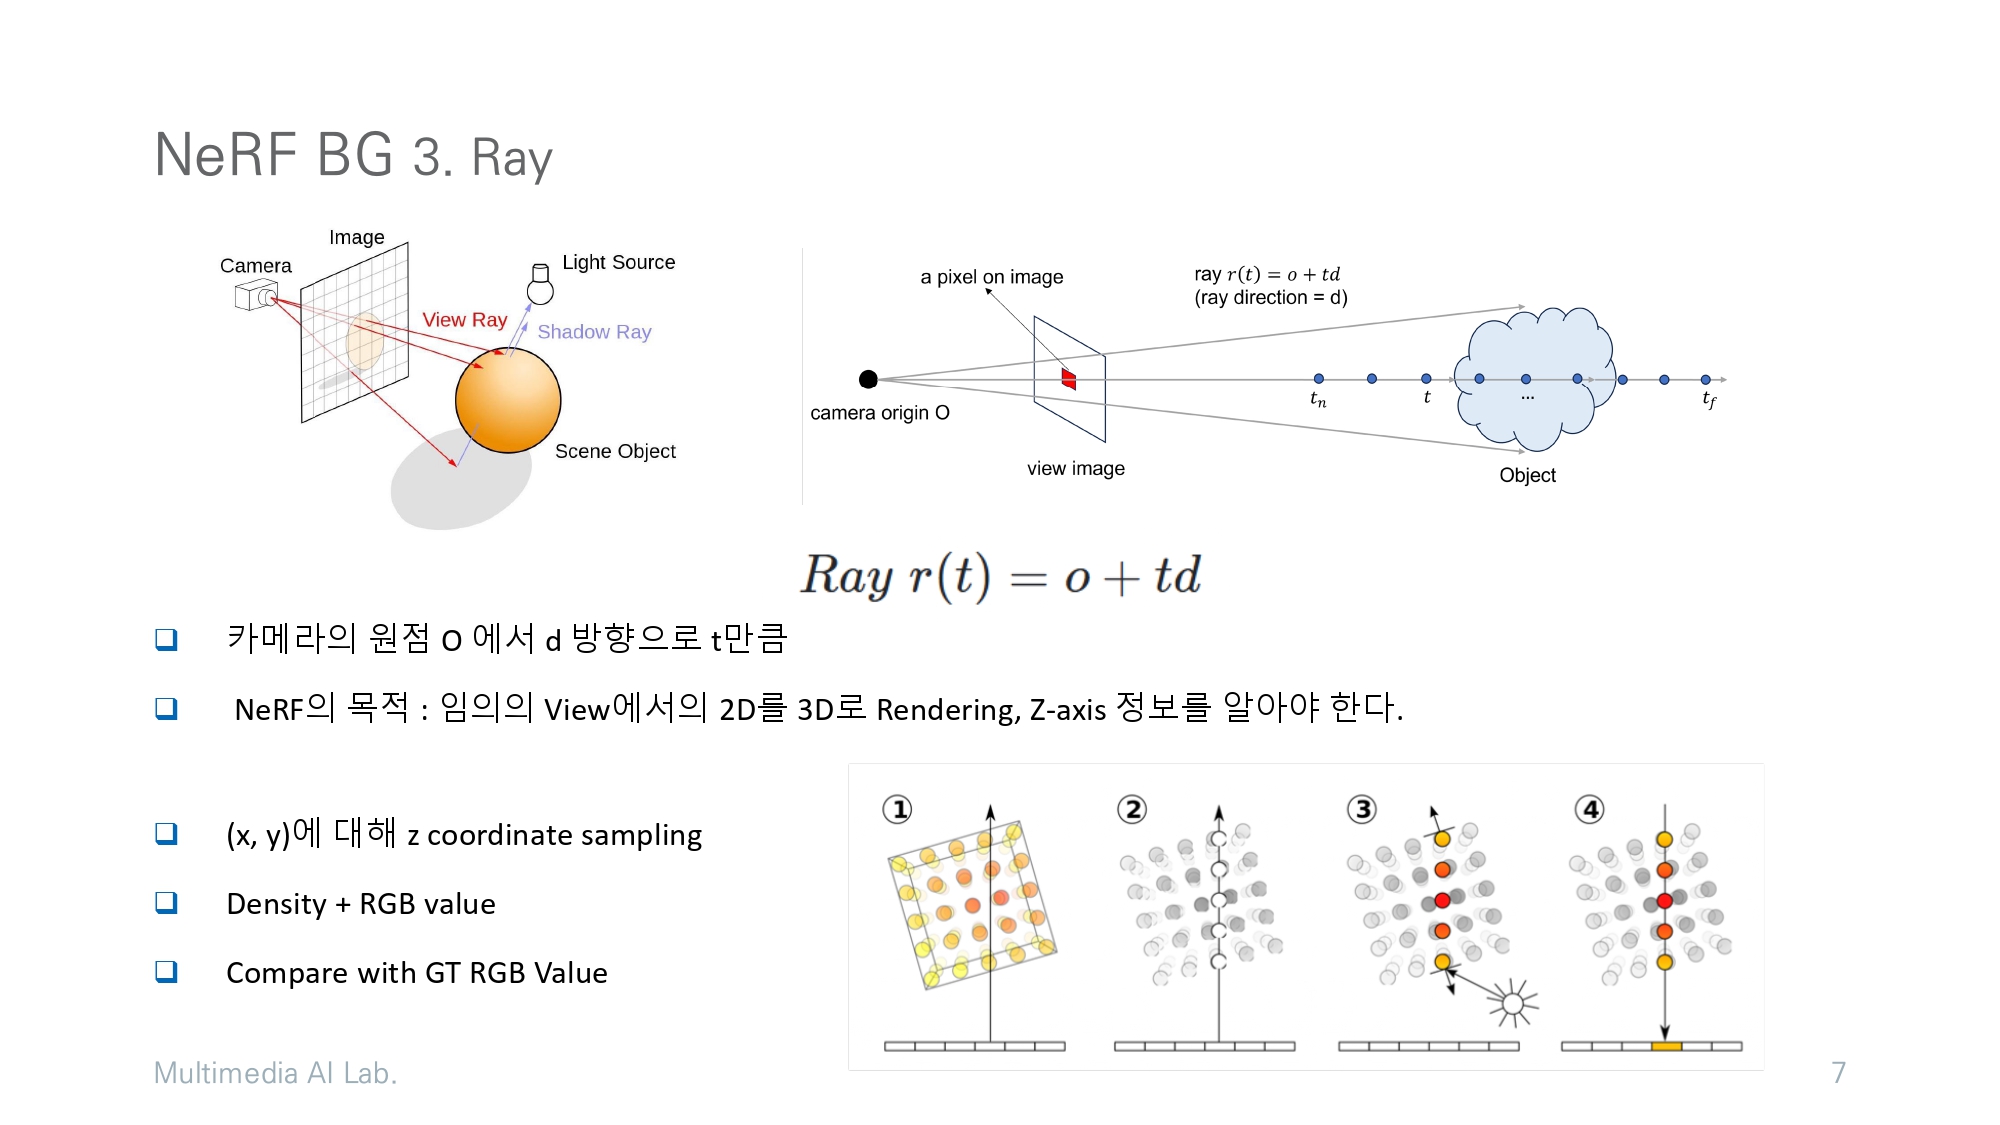 NeRF BG 3. Ray
Image
Camera
Light Source
View Ray
Shadow Ray
Scene Object
a pixel on image
ray r(t) = o + td
(ray direction = d)
camera origin O
view image
t_n
t
...
t_f
Object
Ray r(t) = o + td
카메라의 원점 O 에서 d 방향으로 t만큼
NeRF의 목적 : 임의의 View에서의 2D를 3D로 Rendering, Z-axis 정보를 알아야 한다.
(x, y)에 대해 z coordinate sampling
Density + RGB value
Compare with GT RGB Value
① ② ③ ④
Multimedia AI Lab.
7